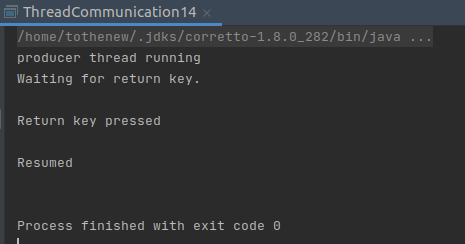 ThreadCommunication14 ×
/home/tothenew/.jdks/corretto-1.8.0_282/bin/java ...
producer thread running
Waiting for return key.
Return key pressed
Resumed
Process finished with exit code 0